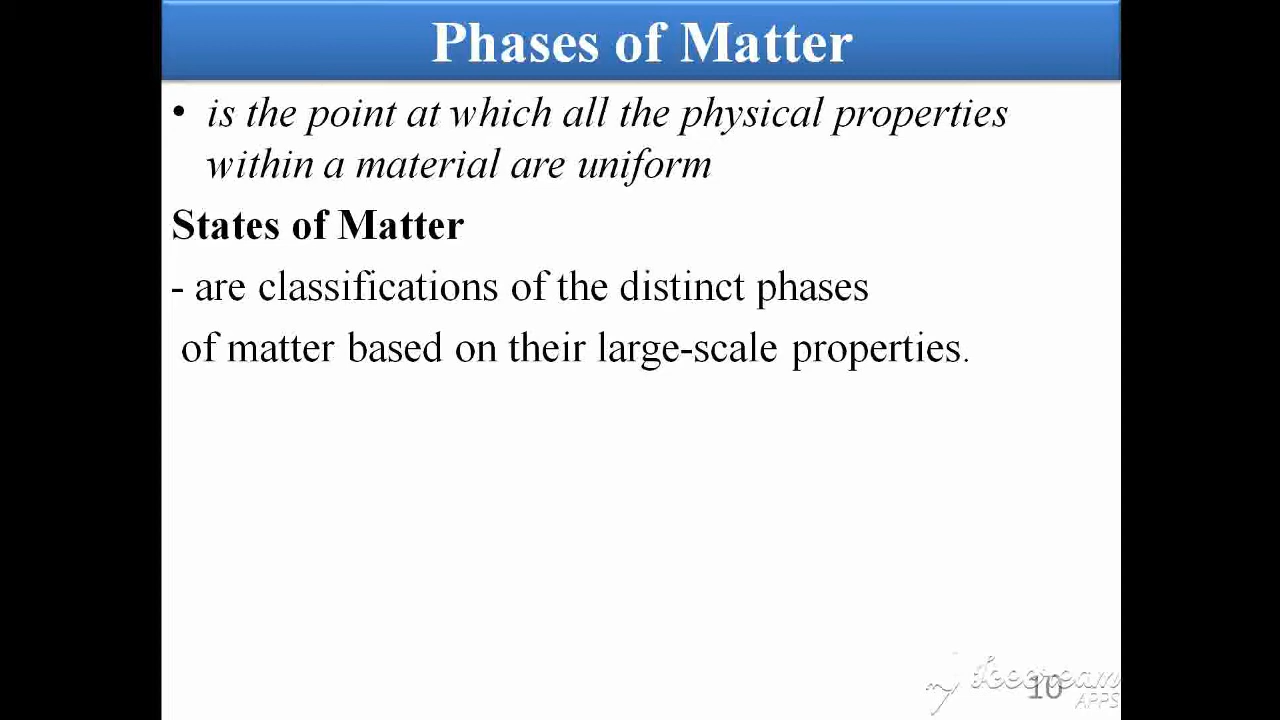 Phases of Matter
• is the point at which all the physical properties
within a material are uniform
States of Matter
- are classifications of the distinct phases
of matter based on their large-scale properties.
10
APPS